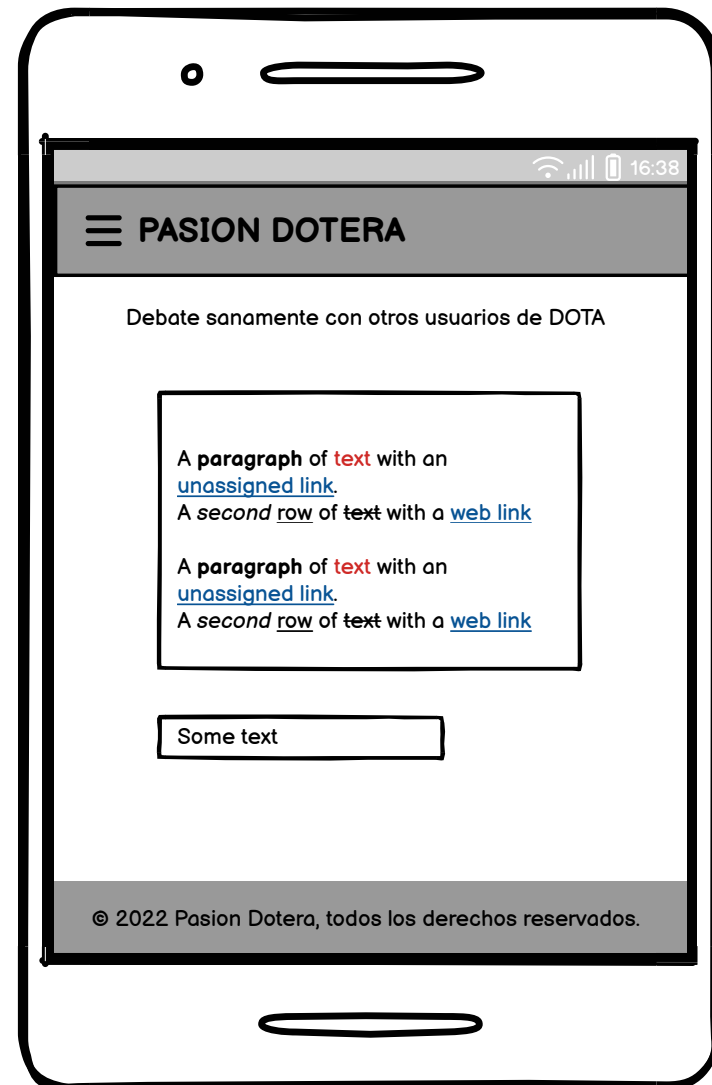 16:38
PASION DOTERA
Debate sanamente con otros usuarios de DOTA
A paragraph of text with an
unassigned link.
A second row of text with a web link
A paragraph of text with an
unassigned link.
A second row of text with a web link
Some text
© 2022 Pasion Dotera, todos los derechos reservados.